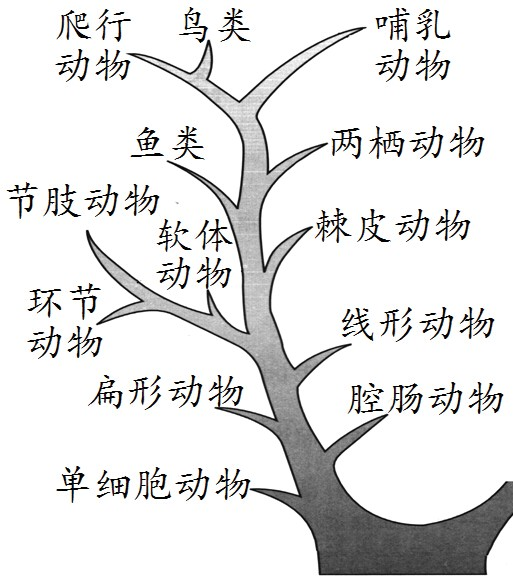 爬行
动物
鸟类
哺乳
动物
鱼类
两栖动物
节肢动物
软体
动物
棘皮动物
环节
动物
线形动物
扁形动物
腔肠动物
单细胞动物